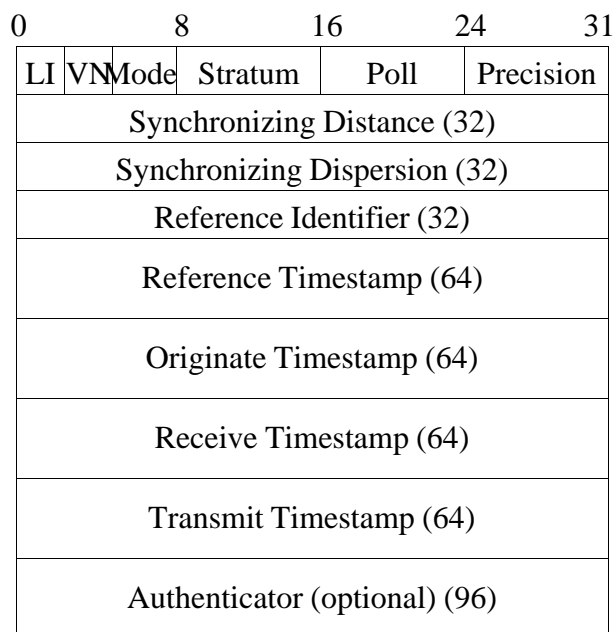 0 8 16 24 31
LI VN Mode Stratum Poll Precision
Synchronizing Distance (32)
Synchronizing Dispersion (32)
Reference Identifier (32)
Reference Timestamp (64)
Originate Timestamp (64)
Receive Timestamp (64)
Transmit Timestamp (64)
Authenticator (optional) (96)